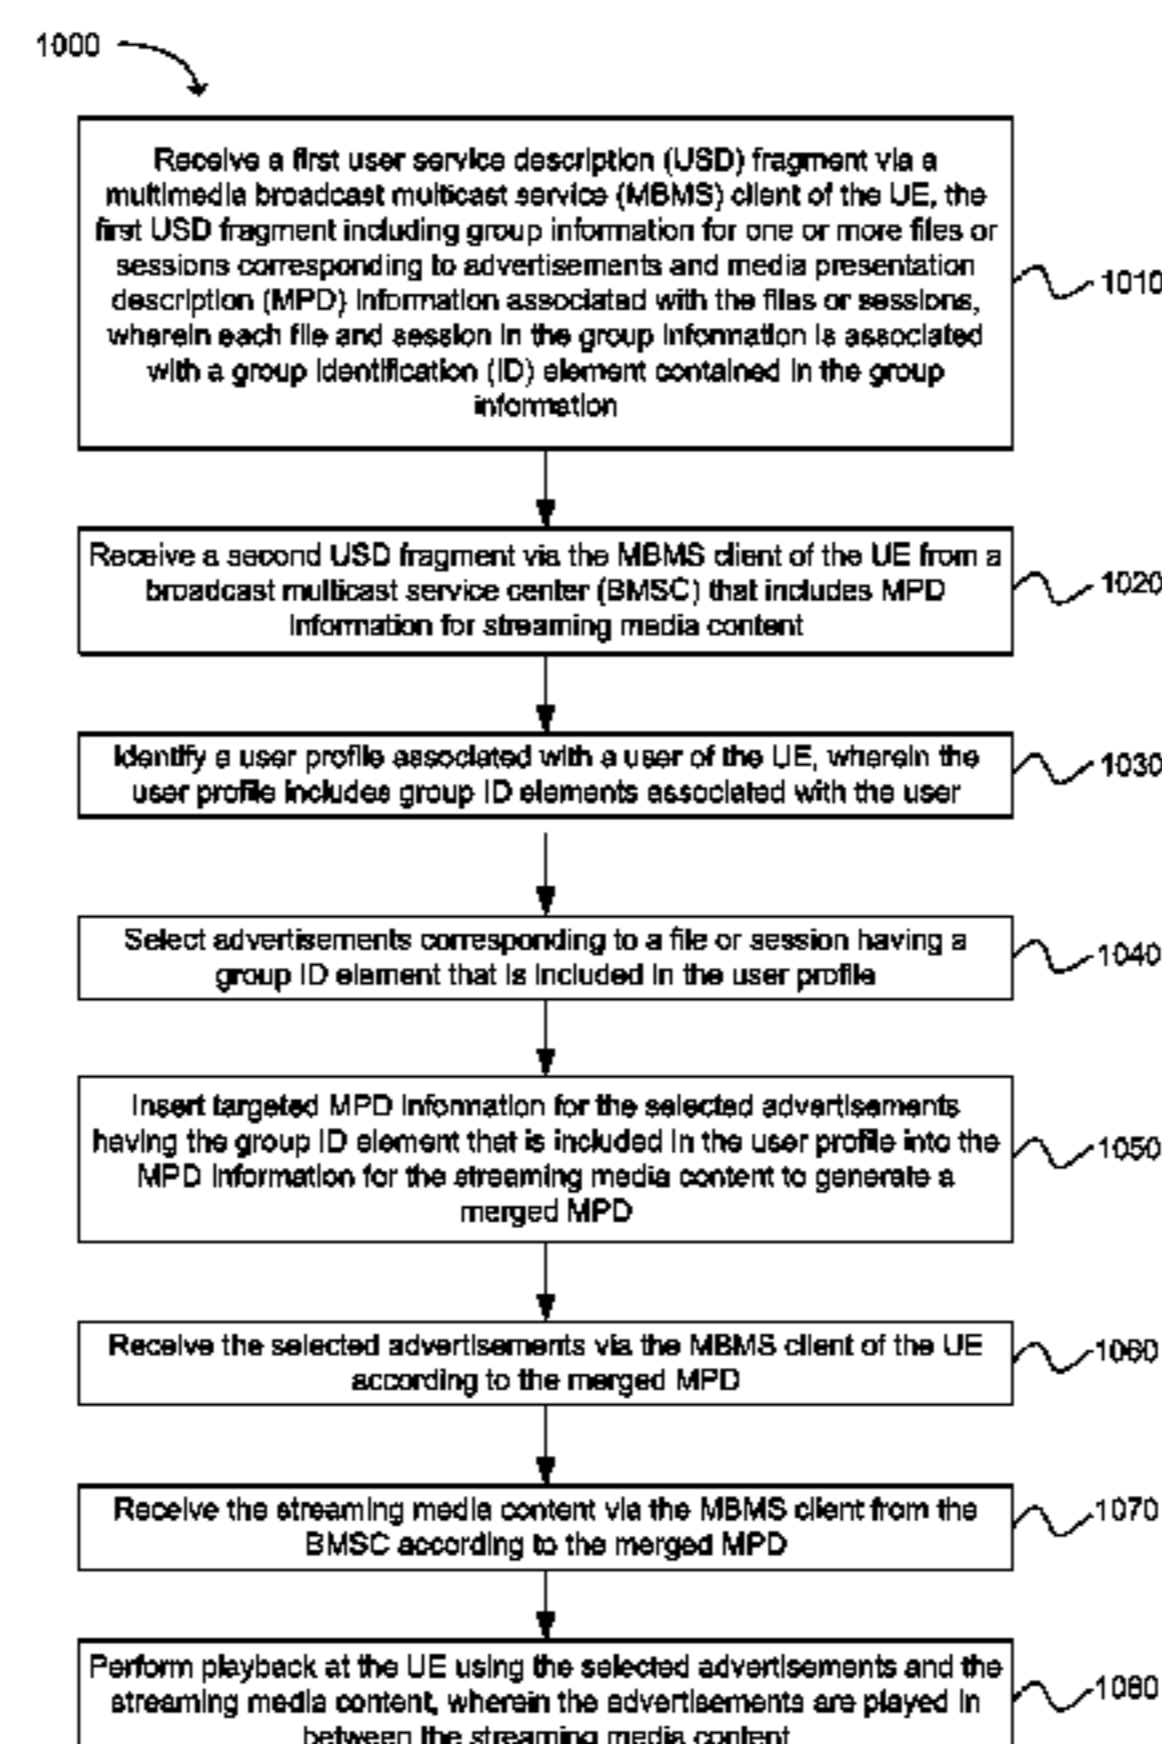 1000
Receive a first user service description (USD) fragment via a
multimedia broadcast multicast service (MBMS) client of the UE, the
first USD fragment including group information for one or more files or
sessions corresponding to advertisements and media presentation
description (MPD) information associated with the files or sessions,
wherein each file and session in the group information is associated
with a group identification (ID) element contained in the group
information
1010
Receive a second USD fragment via the MBMS client of the UE from a
broadcast multicast service center (BMSC) that includes MPD
information for streaming media content
1020
Identify a user profile associated with a user of the UE, wherein the
user profile includes group ID elements associated with the user
1030
Select advertisements corresponding to a file or session having a
group ID element that is included in the user profile
1040
Insert targeted MPD information for the selected advertisements
having the group ID element that is included in the user profile into the
MPD information for the streaming media content to generate a
merged MPD
1050
Receive the selected advertisements via the MBMS client of the UE
according to the merged MPD
1060
Receive the streaming media content via the MBMS client from the
BMSC according to the merged MPD
1070
Perform playback at the UE using the selected advertisements and the
streaming media content, wherein the advertisements are played in
between the streaming media content
1080